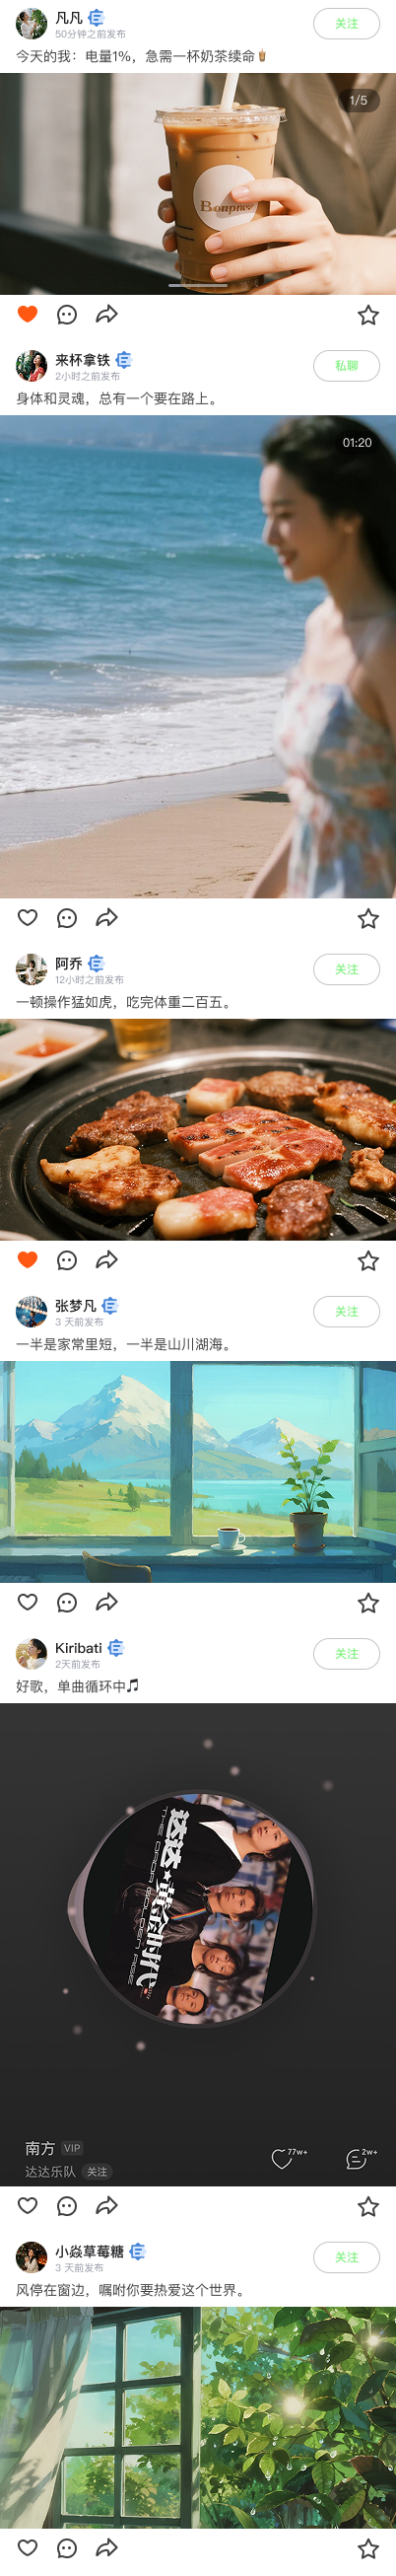 凡凡
50分钟之前发布
关注
今天的我：电量1%，急需一杯奶茶续命🧋
1/5
来杯拿铁
2小时之前发布
私聊
身体和灵魂，总有一个要在路上。
01:20
阿乔
12小时之前发布
关注
一顿操作猛如虎，吃完体重二百五。
张梦凡
3 天前发布
关注
一半是家常里短，一半是山川湖海。
Kiribati
2天前发布
关注
好歌，单曲循环中🎵
达达★黄金时代
THE DADA GOLDEN AGE
南方 VIP
77w+
2w+
达达乐队 关注
小焱草莓糖
3 天前发布
关注
风停在窗边，嘱咐你要热爱这个世界。